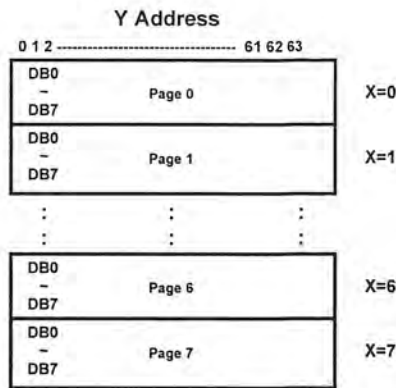 Y Address
0 1 2 ------------------------------------ 61 62 63
DB0
~
DB7
Page 0
X=0
DB0
~
DB7
Page 1
X=1
: : :
: : :
DB0
~
DB7
Page 6
X=6
DB0
~
DB7
Page 7
X=7